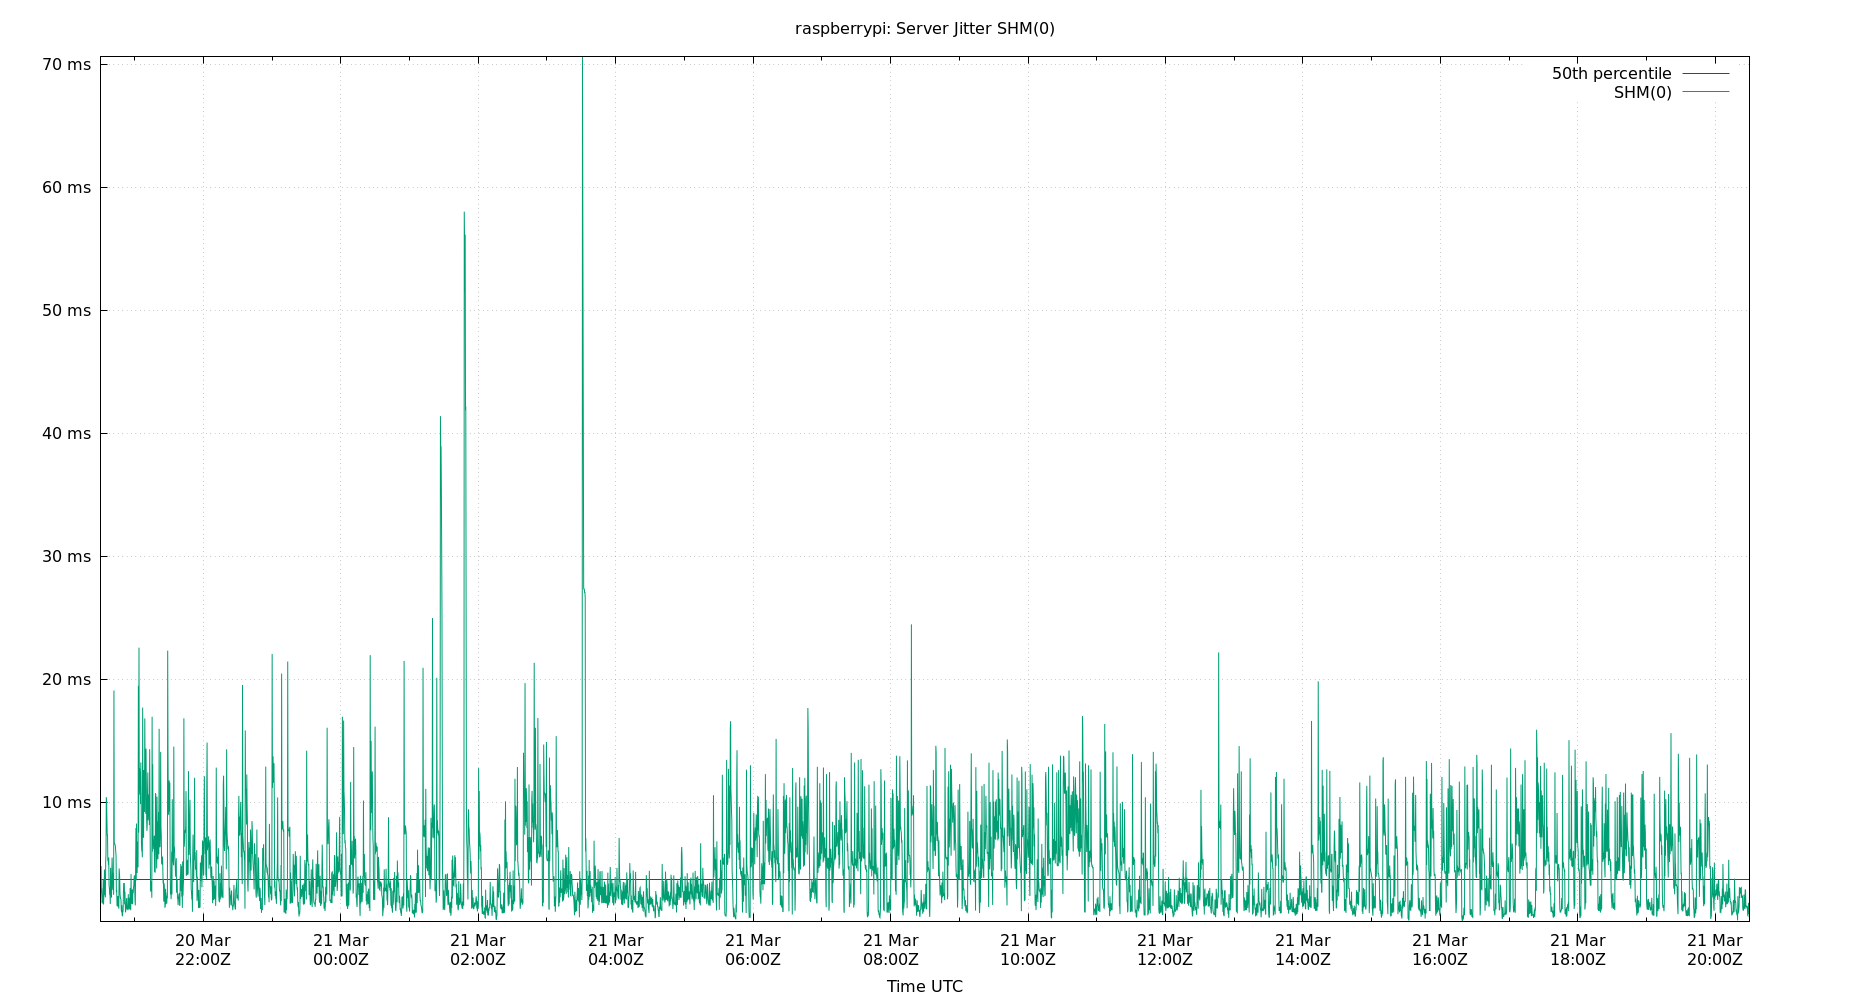 raspberrypi: Server Jitter SHM(0)
70 ms
60 ms
50 ms
40 ms
30 ms
20 ms
10 ms
50th percentile
SHM(0)
20 Mar 21 Mar 21 Mar 21 Mar 21 Mar 21 Mar 21 Mar 21 Mar 21 Mar 21 Mar 21 Mar 21 Mar
22:00Z 00:00Z 02:00Z 04:00Z 06:00Z 08:00Z 10:00Z 12:00Z 14:00Z 16:00Z 18:00Z 20:00Z
Time UTC